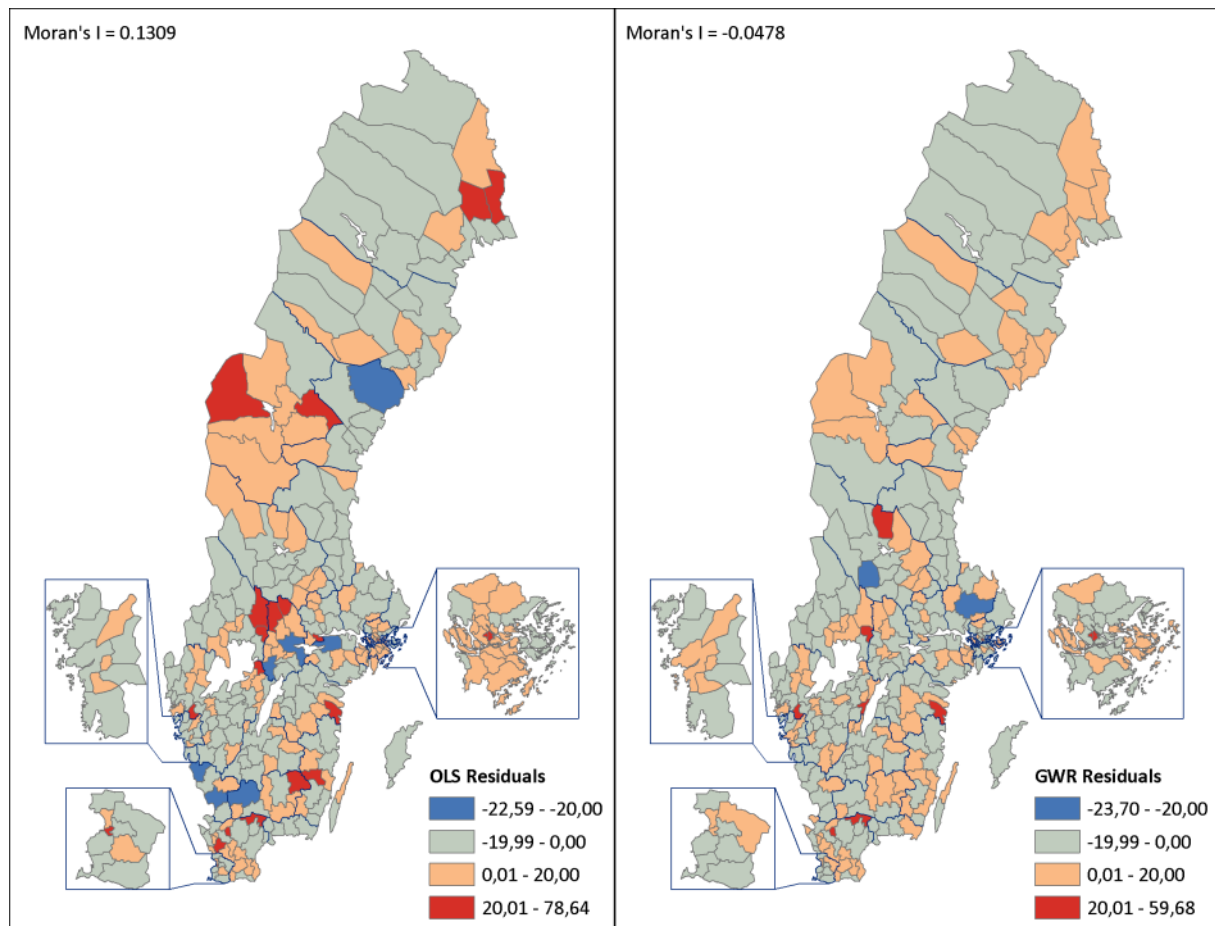 Moran's I = 0.1309
OLS Residuals
-22,59 - -20,00
-19,99 - 0,00
0,01 - 20,00
20,01 - 78,64
Moran's I = -0.0478
GWR Residuals
-23,70 - -20,00
-19,99 - 0,00
0,01 - 20,00
20,01 - 59,68